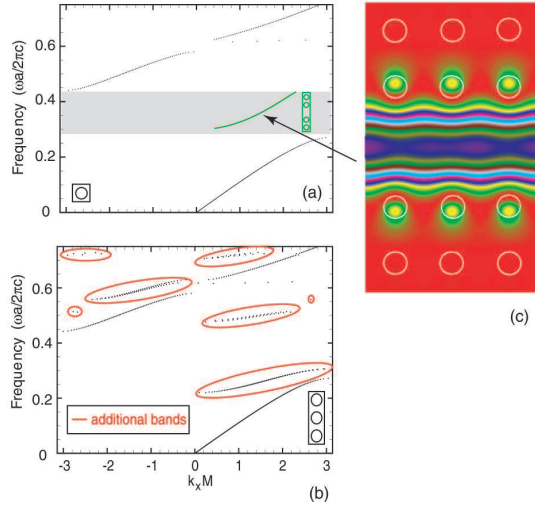 0.6
0.4
0.2
0
Frequency (ωa/2πc)
(a)
0.6
0.4
0.2
0
Frequency (ωa/2πc)
additional bands
-3 -2 -1 0 1 2 3
kₓM
(b)
(c)